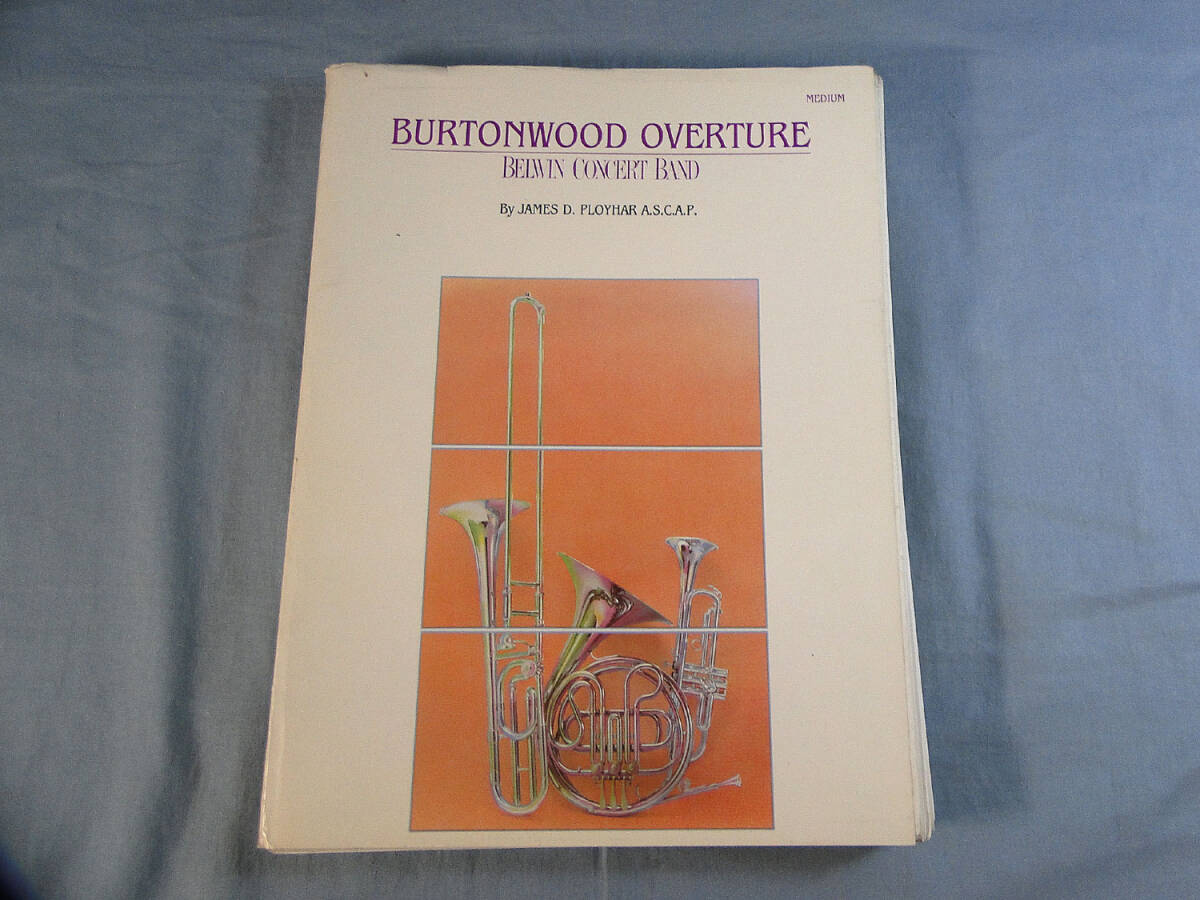 MEDIUM
BURTONWOOD OVERTURE
BELWIN CONCERT BAND
By JAMES D. PLOYHAR A.S.C.A.P.